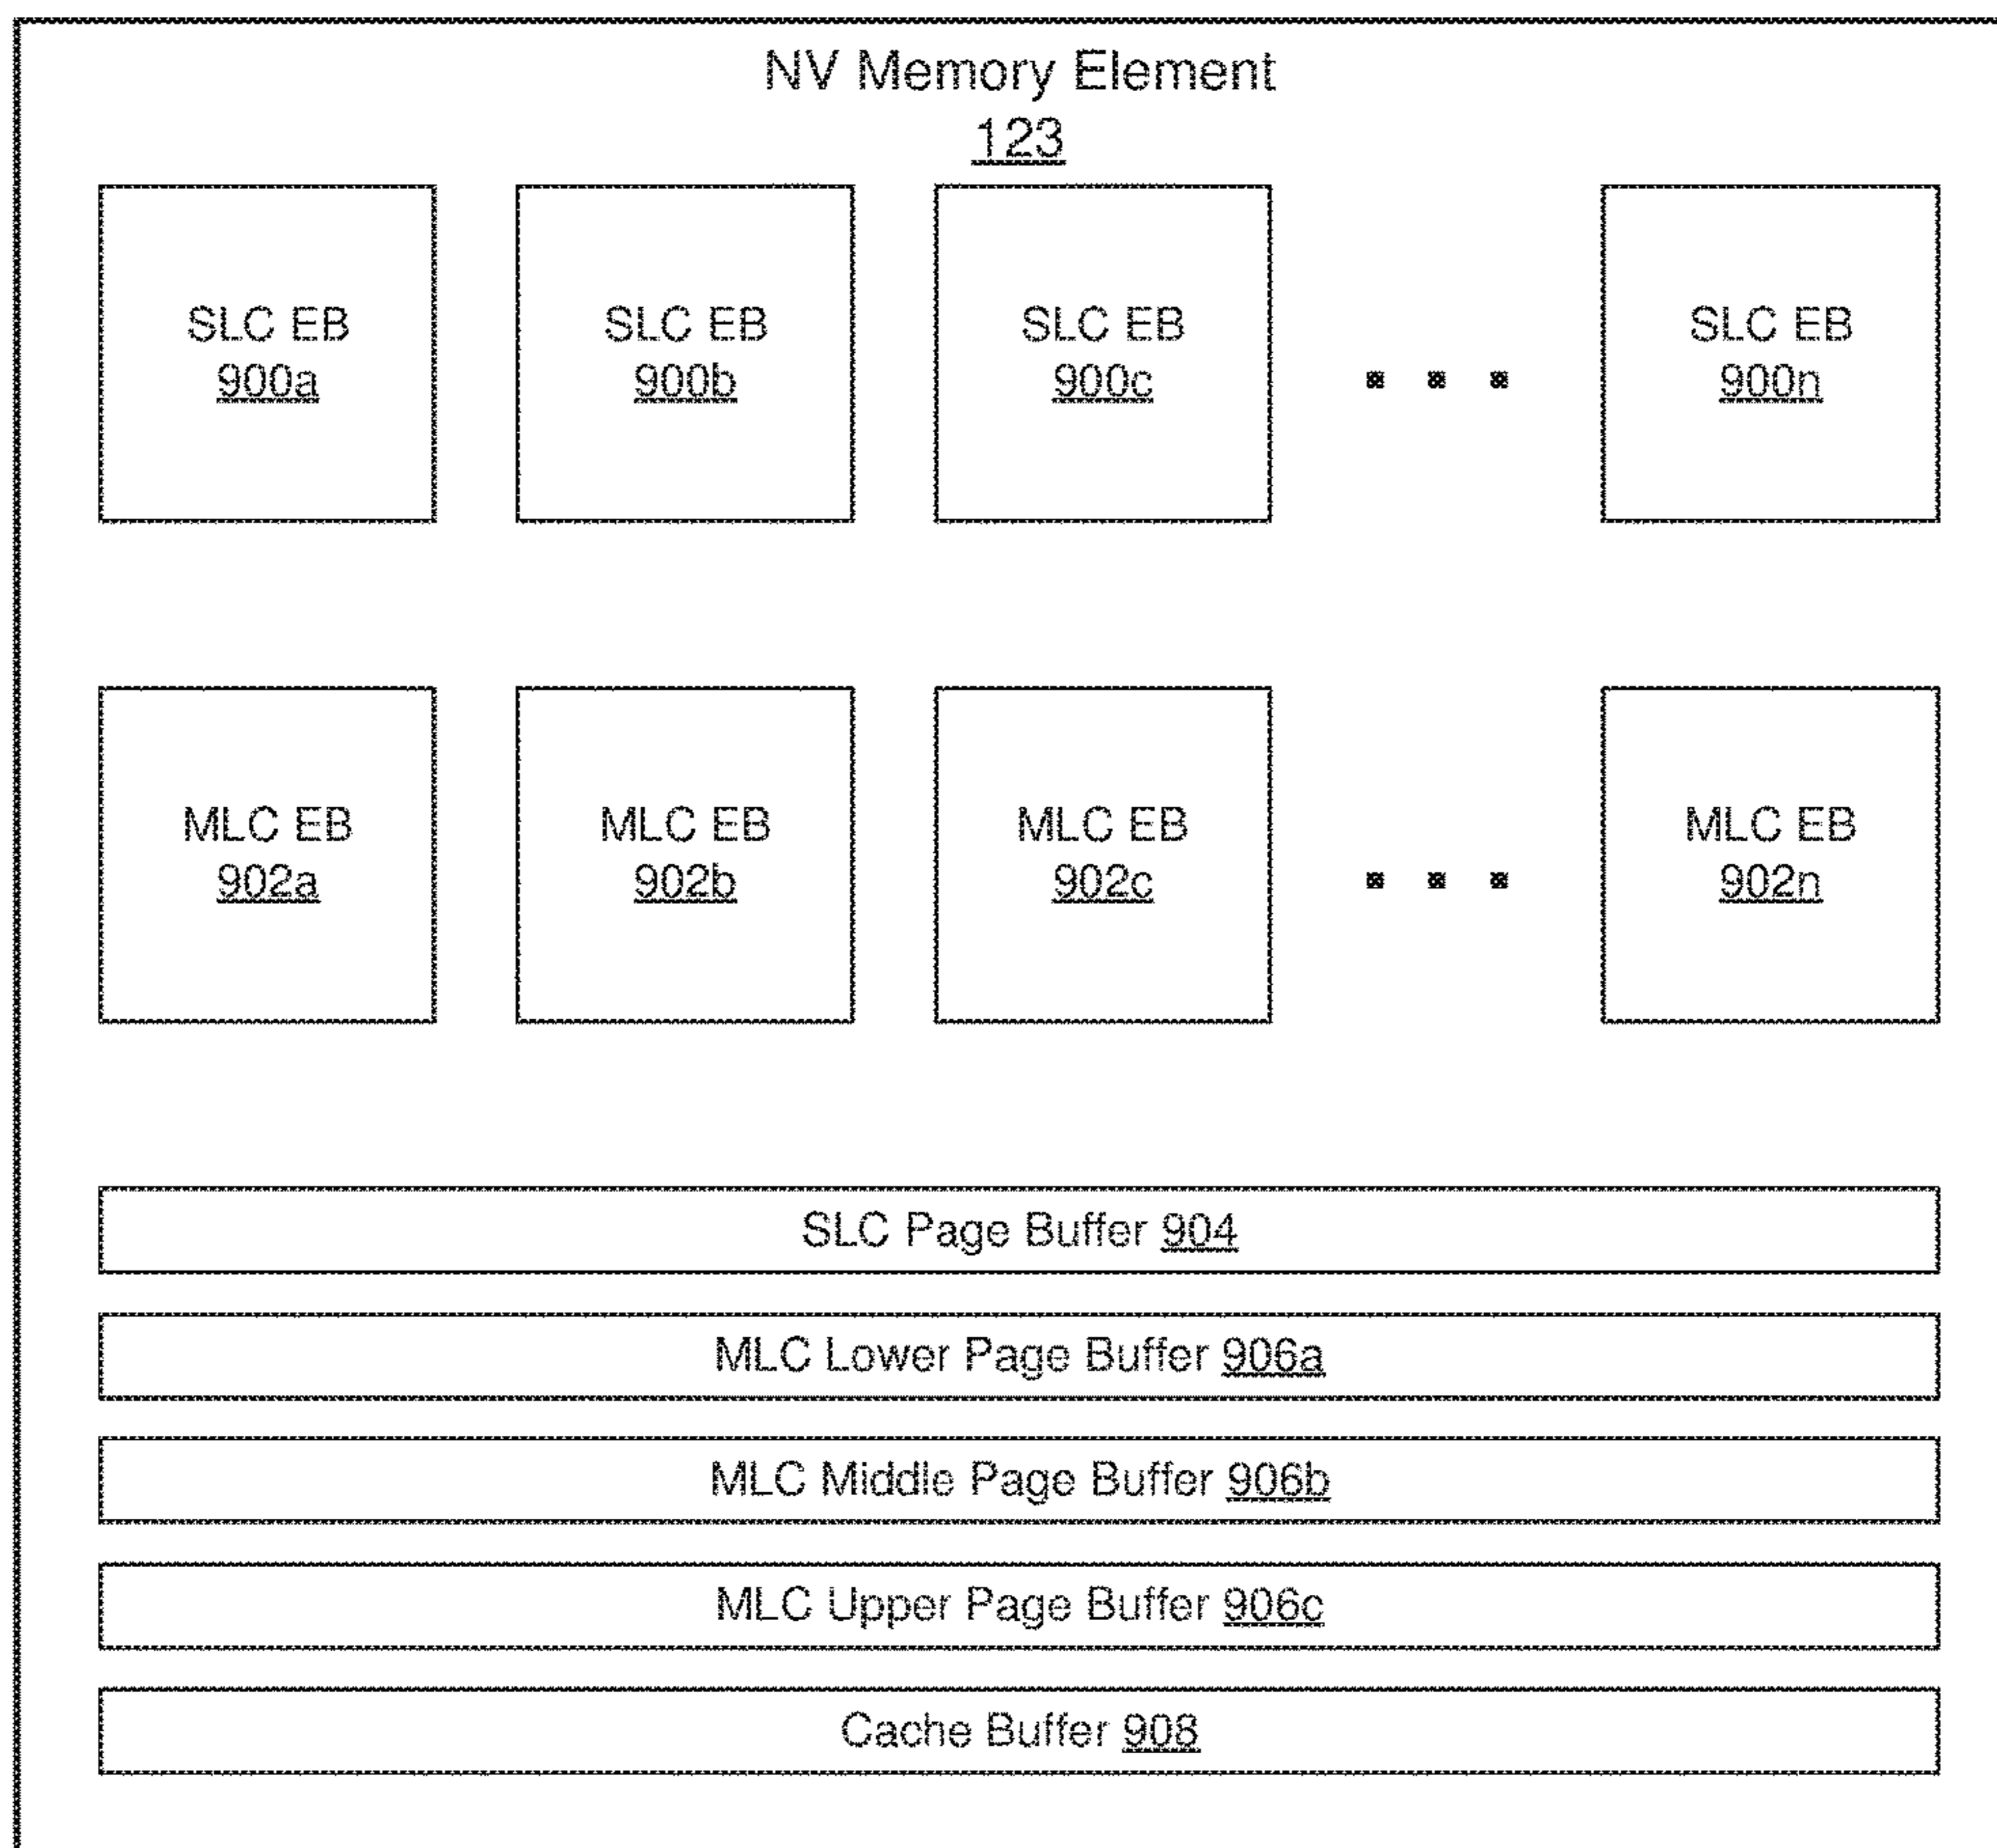 NV Memory Element
123
SLC EB
900a
SLC EB
900b
SLC EB
900c
SLC EB
900n
MLC EB
902a
MLC EB
902b
MLC EB
902c
MLC EB
902n
SLC Page Buffer 904
MLC Lower Page Buffer 906a
MLC Middle Page Buffer 906b
MLC Upper Page Buffer 906c
Cache Buffer 908